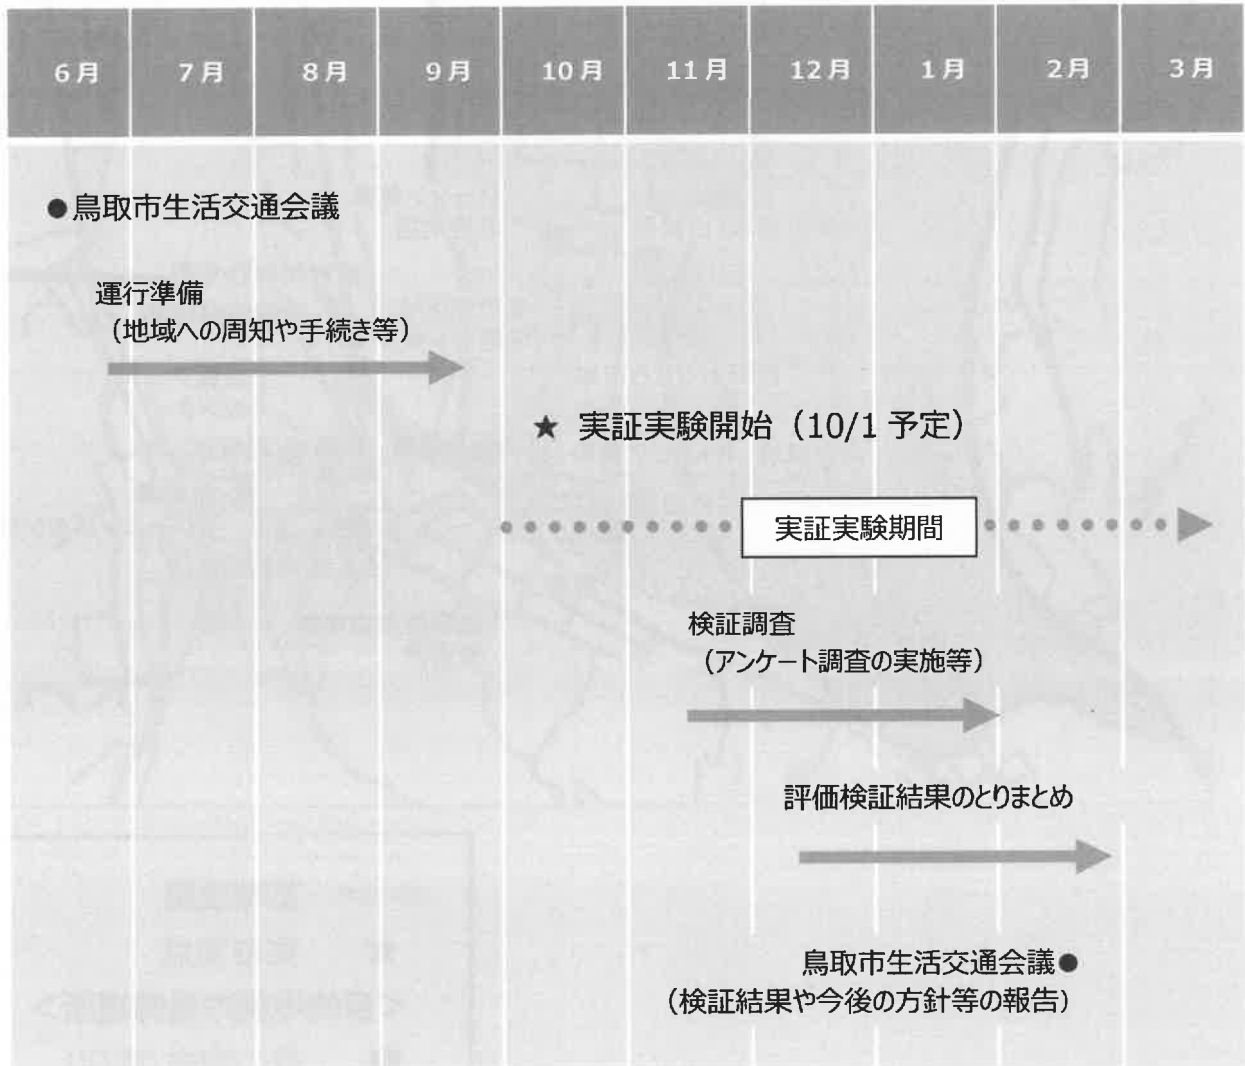 6月 7月 8月 9月 10月 11月 12月 1月 2月 3月
●鳥取市生活交通会議
運行準備
（地域への周知や手続き等）
★ 実証実験開始（10/1 予定）
実証実験期間
検証調査
（アンケート調査の実施等）
評価検証結果のとりまとめ
鳥取市生活交通会議●
（検証結果や今後の方針等の報告）